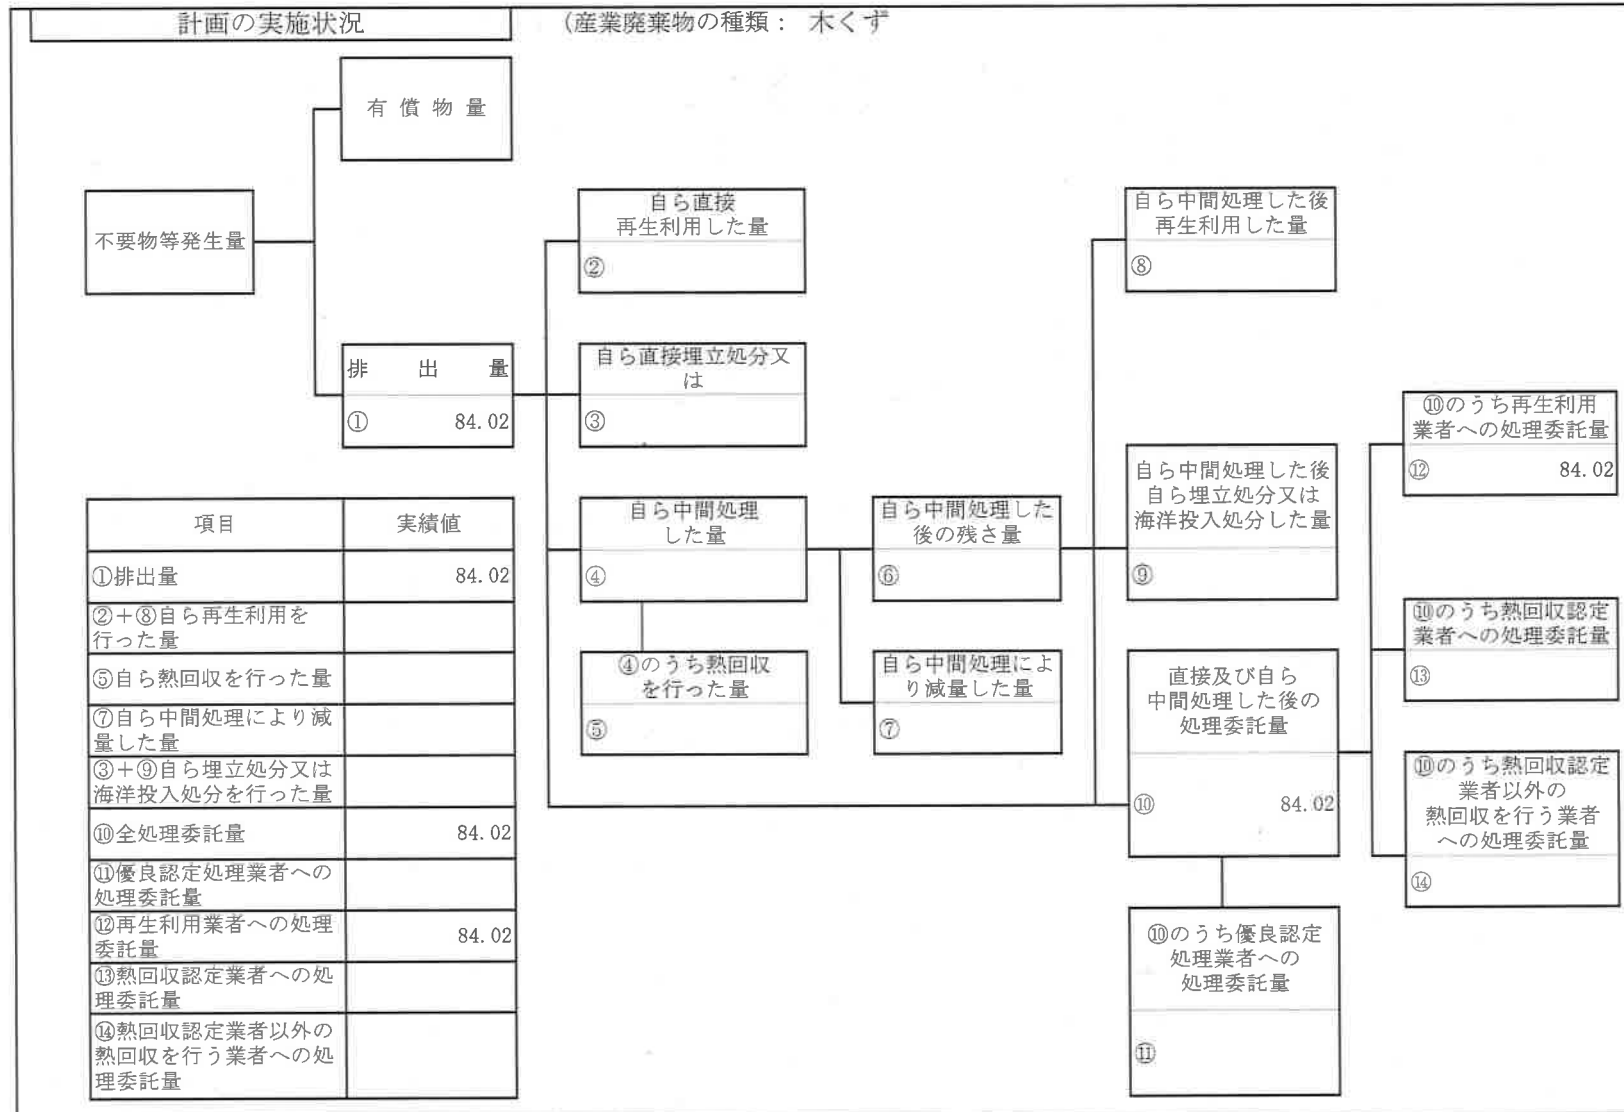 計画の実施状況
(産業廃棄物の種類： 木くず
有償物量
不要物等発生量
排出量
① 84.02
自ら直接
再生利用した量
②
自ら直接埋立処分又
は
③
自ら中間処理
した量
④
④のうち熱回収
を行った量
⑤
自ら中間処理した
後の残さ量
⑥
自ら中間処理によ
り減量した量
⑦
自ら中間処理した後
再生利用した量
⑧
自ら中間処理した後
自ら埋立処分又は
海洋投入処分した量
⑨
直接及び自ら
中間処理した後の
処理委託量
⑩ 84.02
⑩のうち優良認定
処理業者への
処理委託量
⑪
⑩のうち再生利用
業者への処理委託量
⑫ 84.02
⑩のうち熱回収認定
業者への処理委託量
⑬
⑩のうち熱回収認定
業者以外の
熱回収を行う業者
への処理委託量
⑭
項目 実績値
①排出量 84.02
②＋⑧自ら再生利用を
行った量
⑤自ら熱回収を行った量
⑦自ら中間処理により減
量した量
③＋⑨自ら埋立処分又は
海洋投入処分を行った量
⑩全処理委託量 84.02
⑪優良認定処理業者への
処理委託量
⑫再生利用業者への処理
委託量 84.02
⑬熱回収認定業者への処
理委託量
⑭熱回収認定業者以外の
熱回収を行う業者への処
理委託量